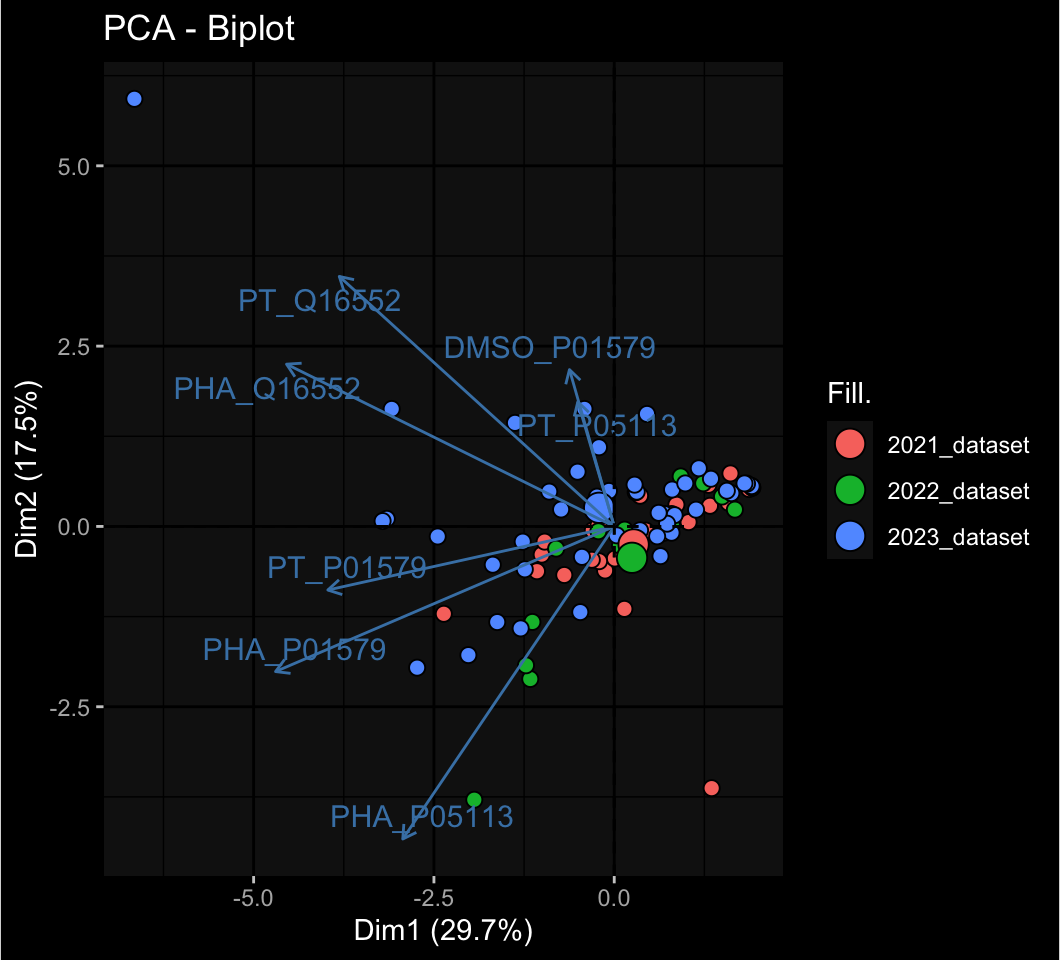 PCA - Biplot
5.0
2.5
0.0
-2.5
Dim2 (17.5%)
PT_Q16552
DMSO_P01579
PHA_Q16552
PT_P05113
PT_P01579
PHA_P01579
PHA_P05113
-5.0
-2.5
0.0
Dim1 (29.7%)
Fill.
2021_dataset
2022_dataset
2023_dataset